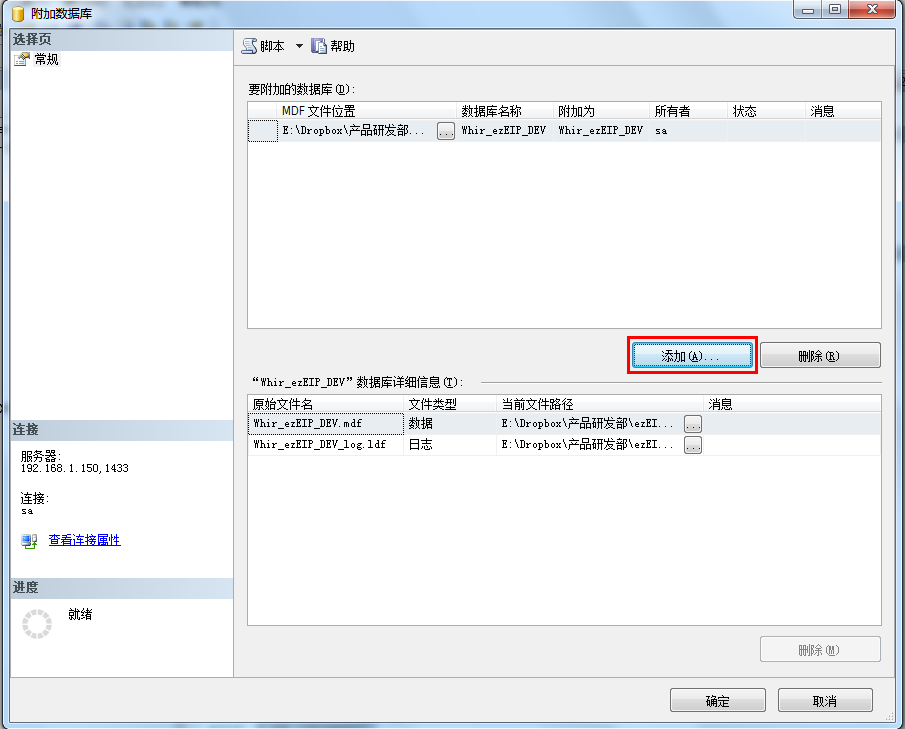 附加数据库
选择页
常规
脚本 帮助
要附加的数据库(D):
MDF 文件位置 数据库名称 附加为 所有者 状态 消息
E:\Dropbox\产品研发部... ... Whir_ezEIP_DEV Whir_ezEIP_DEV sa
添加(A)... 删除(R)
“Whir_ezEIP_DEV”数据库详细信息(T):
原始文件名 文件类型 当前文件路径 消息
Whir_ezEIP_DEV.mdf 数据 E:\Dropbox\产品研发部\ezEI... ...
Whir_ezEIP_DEV_log.ldf 日志 E:\Dropbox\产品研发部\ezEI... ...
连接
服务器:
192.168.1.150,1433
连接:
sa
查看连接属性
进度
就绪
删除(M)
确定 取消